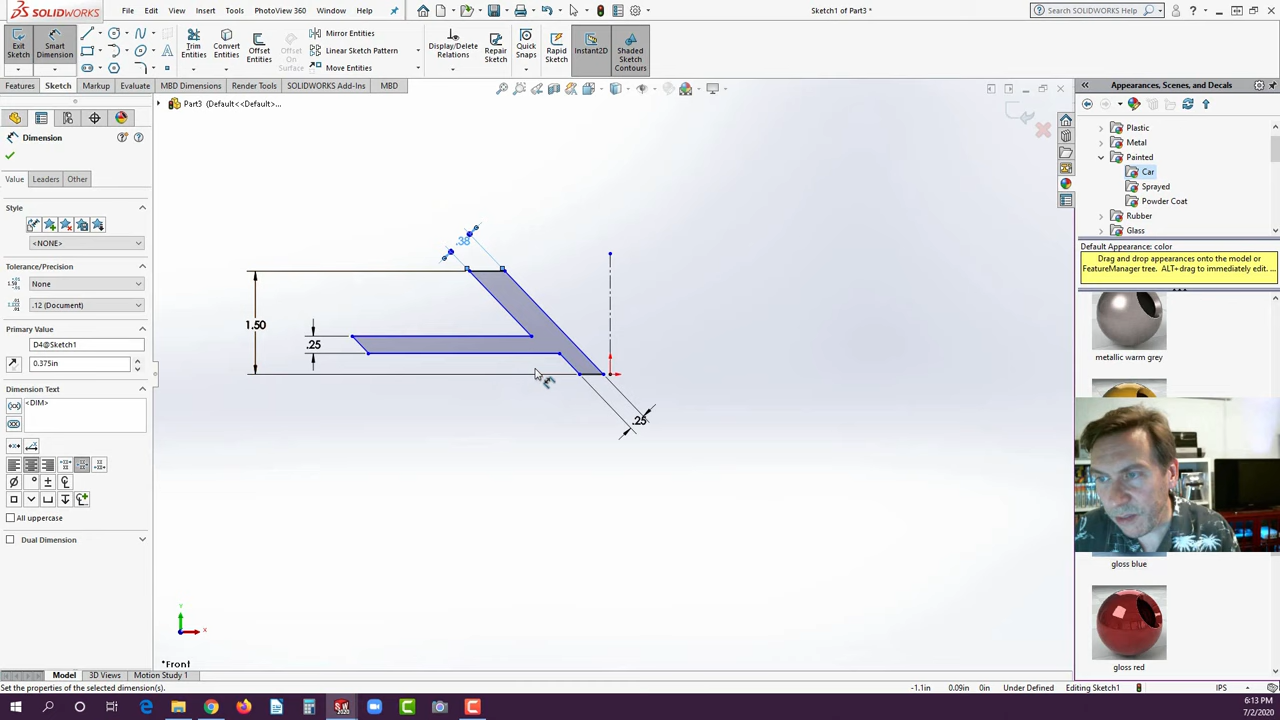 SOLIDWORKS
File Edit View Insert Tools PhotoView 360 Window Help
Sketch1 of Part3 *
Search SOLIDWORKS Help
Exit Sketch
Smart Dimension
Trim Entities
Convert Entities
Offset Entities
Offset On Surface
Mirror Entities
Linear Sketch Pattern
Move Entities
Display/Delete Relations
Repair Sketch
Quick Snaps
Rapid Sketch
Instant2D
Shaded Sketch Contours
Features Sketch Markup Evaluate MBD Dimensions Render Tools SOLIDWORKS Add-Ins MBD
Part3 (Default<<Default>...
Dimension
Value Leaders Other
Style
<NONE>
Tolerance/Precision
None
.12 (Document)
Primary Value
D4@Sketch1
0.375in
Dimension Text
<DIM>
All uppercase
Dual Dimension
.38
1.50
.25
.25
Y
X
*Front
Appearances, Scenes, and Decals
Plastic
Metal
Painted
Car
Sprayed
Powder Coat
Rubber
Glass
Default Appearance: color
Drag and drop appearances onto the model or FeatureManager tree. ALT+drag to immediately edit.
metallic warm grey
gloss blue
gloss red
Model 3D Views Motion Study 1
Set the properties of the selected dimension(s).
-1.1in 0.09in 0in Under Defined Editing Sketch1 IPS
6:13 PM
7/2/2020